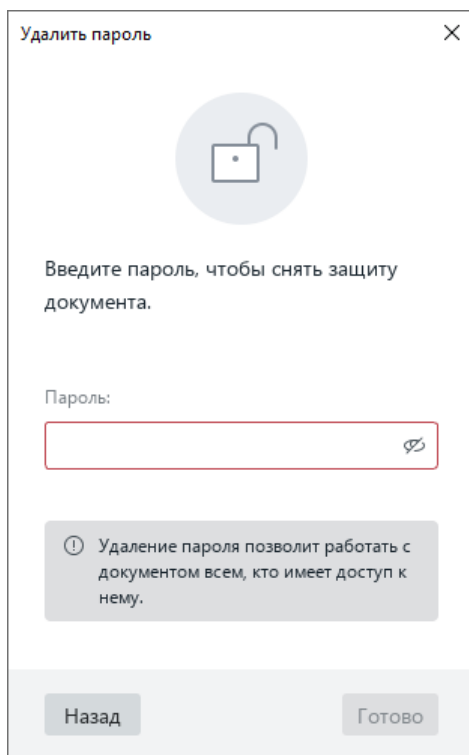 Удалить пароль
Введите пароль, чтобы снять защиту
документа.
Пароль:
Удаление пароля позволит работать с
документом всем, кто имеет доступ к
нему.
Назад
Готово